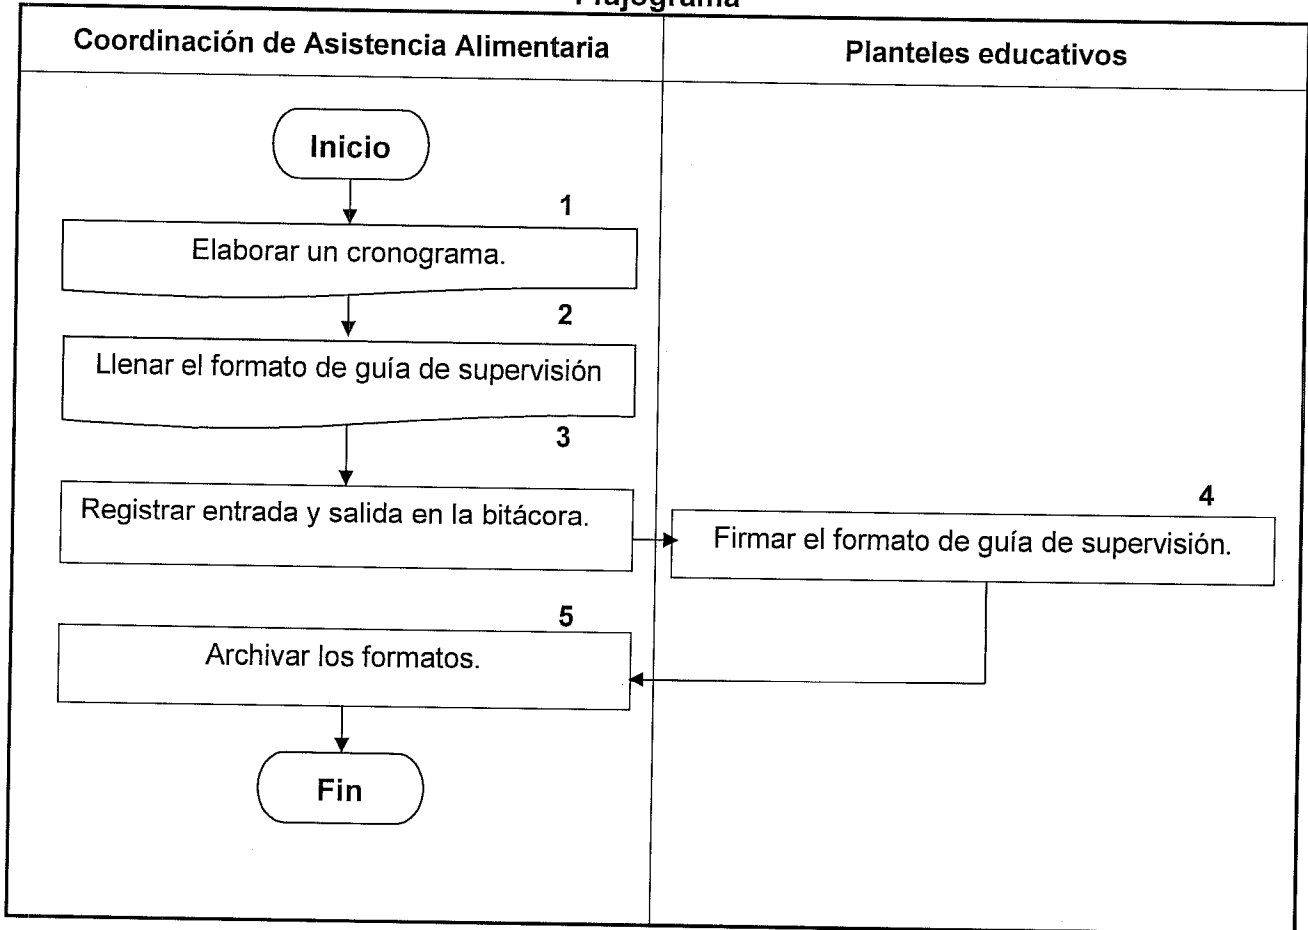 Flujograma
Coordinación de Asistencia Alimentaria
Planteles educativos
Inicio
1
Elaborar un cronograma.
2
Llenar el formato de guía de supervisión
3
Registrar entrada y salida en la bitácora.
4
Firmar el formato de guía de supervisión.
5
Archivar los formatos.
Fin